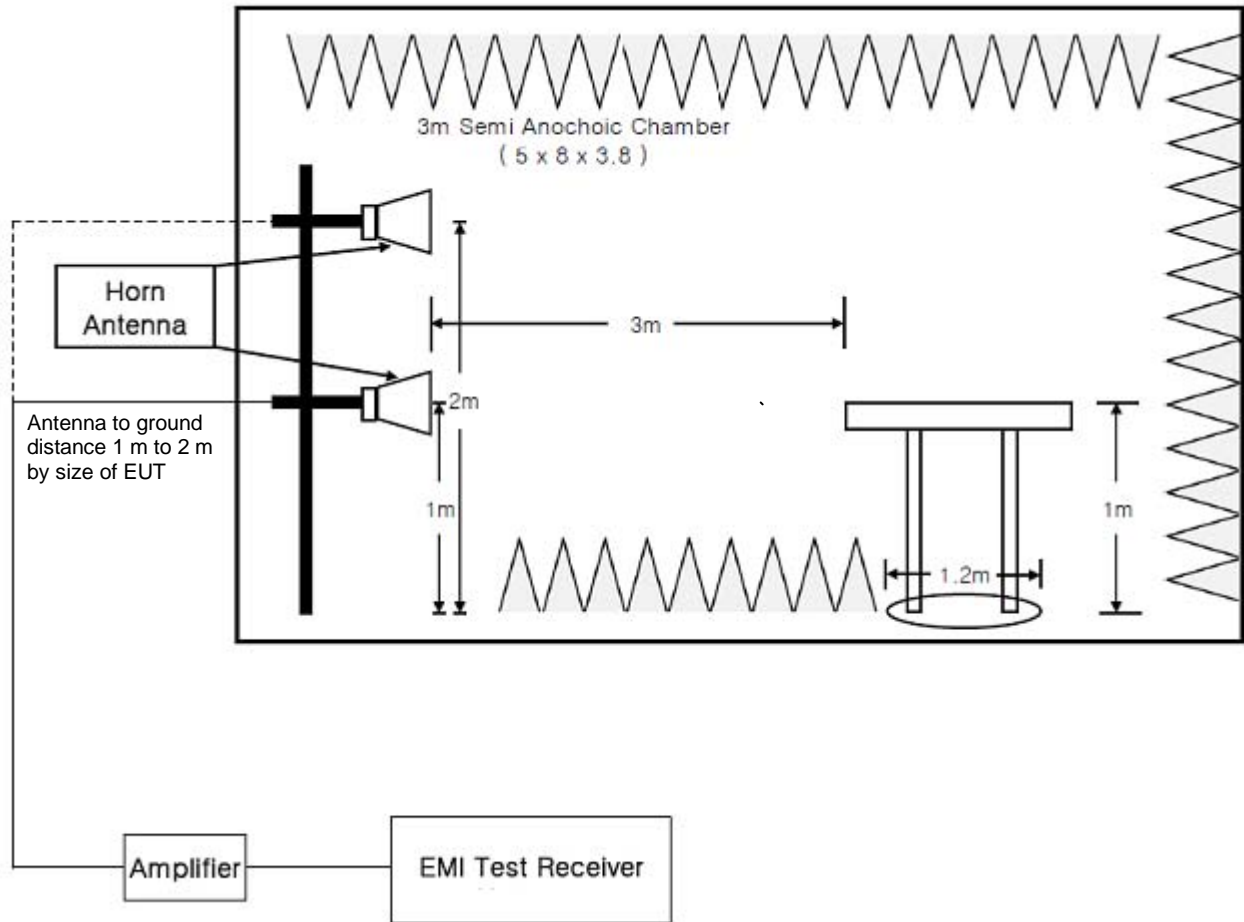 3m Semi Anochoic Chamber
( 5 x 8 x 3.8 )
Horn
Antenna
3m
2m
Antenna to ground
distance 1 m to 2 m
by size of EUT
1m
1m
1.2m
Amplifier
EMI Test Receiver